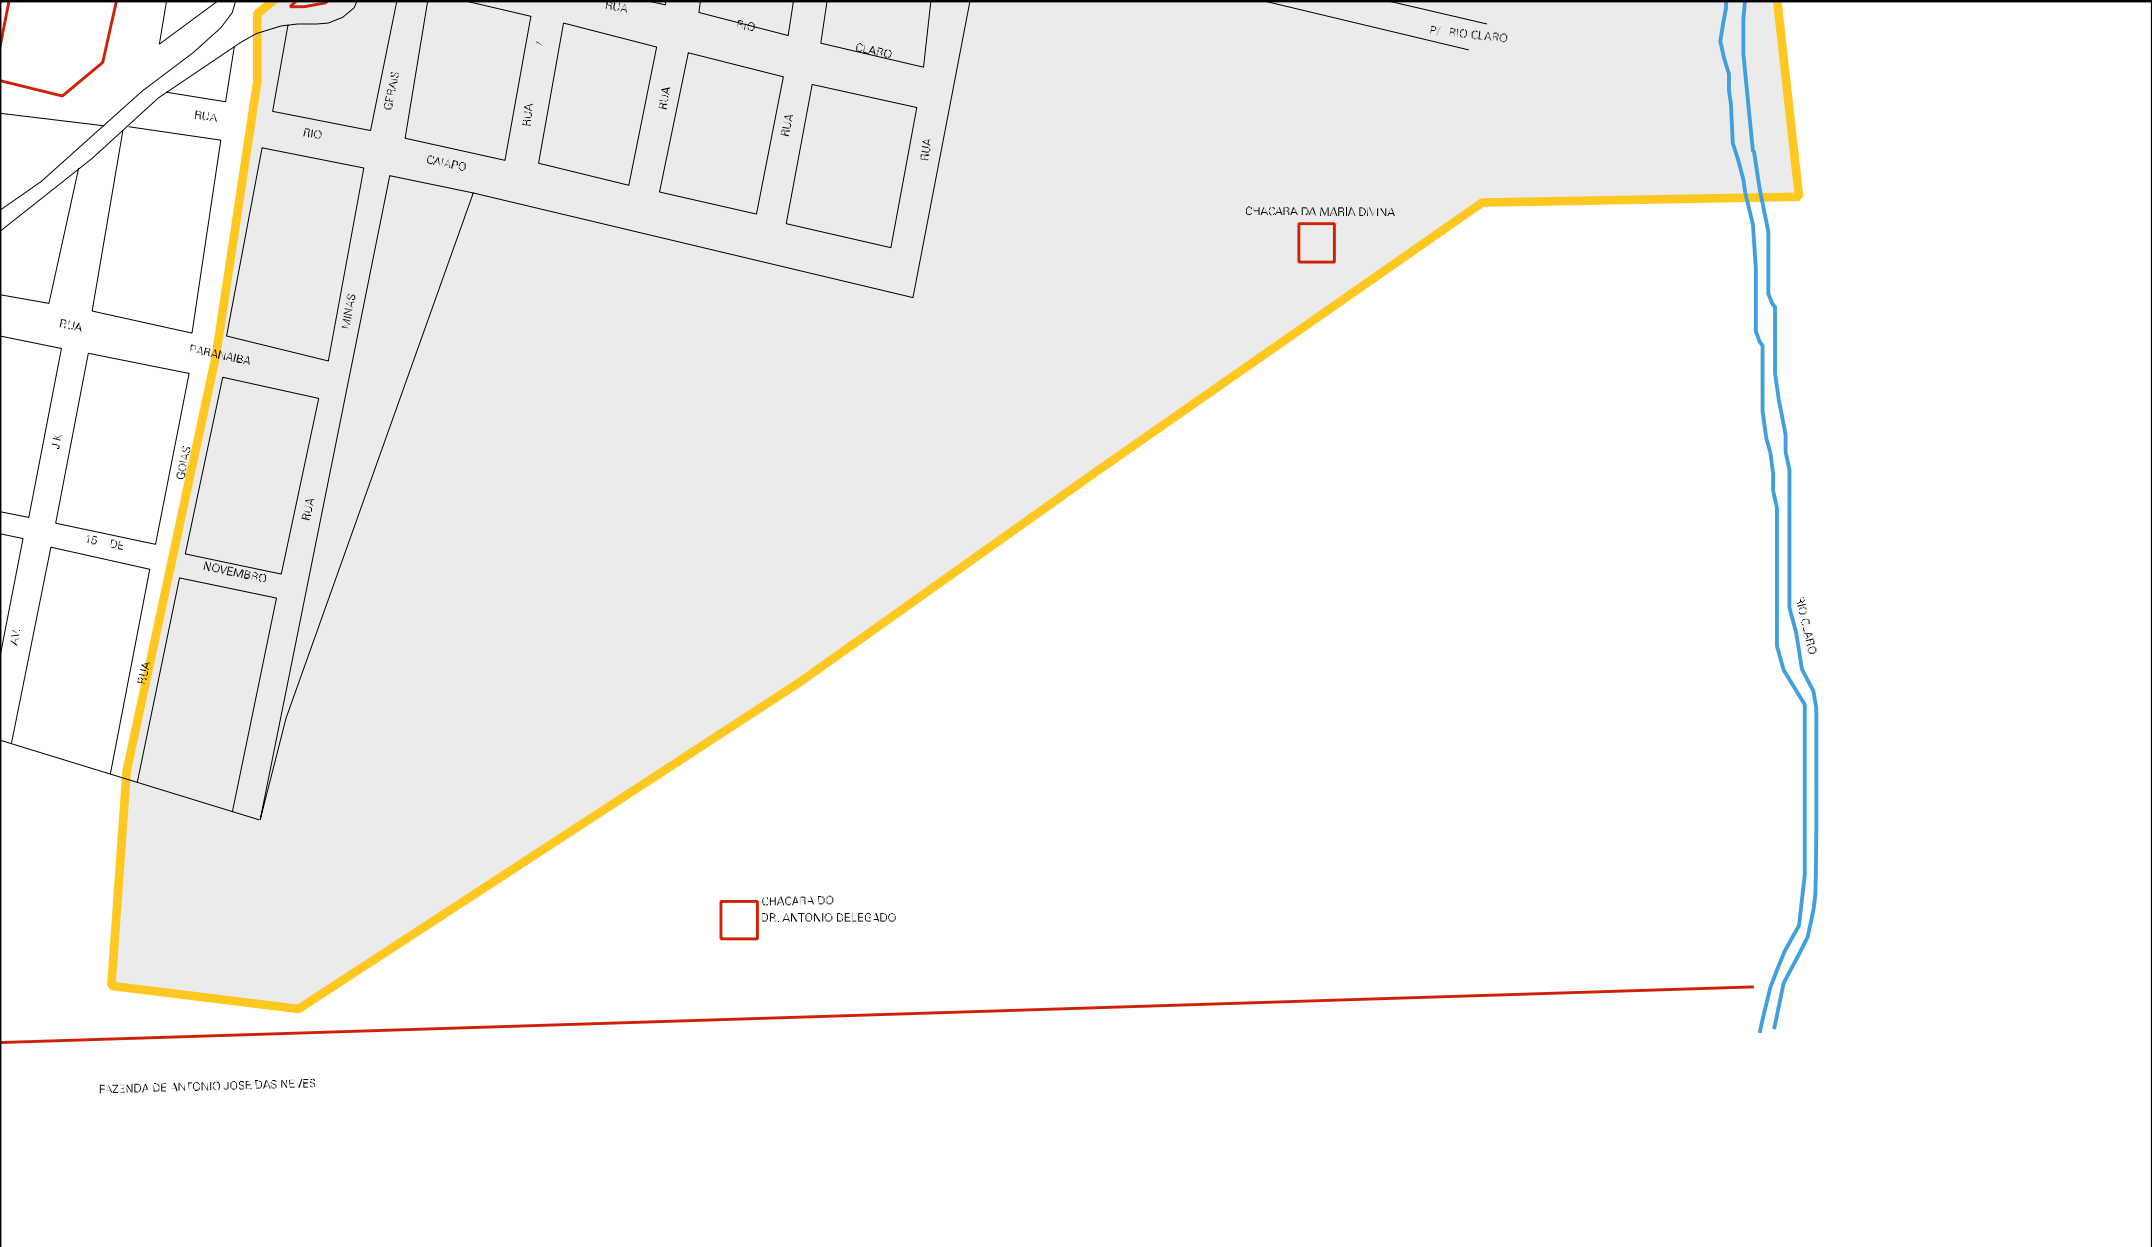 RUA
RIO
CLARO
P/ RIO CLARO
GERAIS
RUA
RUA
RUA
RUA
RUA
RIO
CAIAPO
CHACARA DA MARIA DIVINA
MINAS
RUA
PARANAIBA
J K
GOIAS
RUA
15 DE
NOVEMBRO
AV.
RUA
RIO CLARO
CHACARA DO
DR. ANTONIO DELEGADO
FAZENDA DE ANTONIO JOSE DAS NEVES